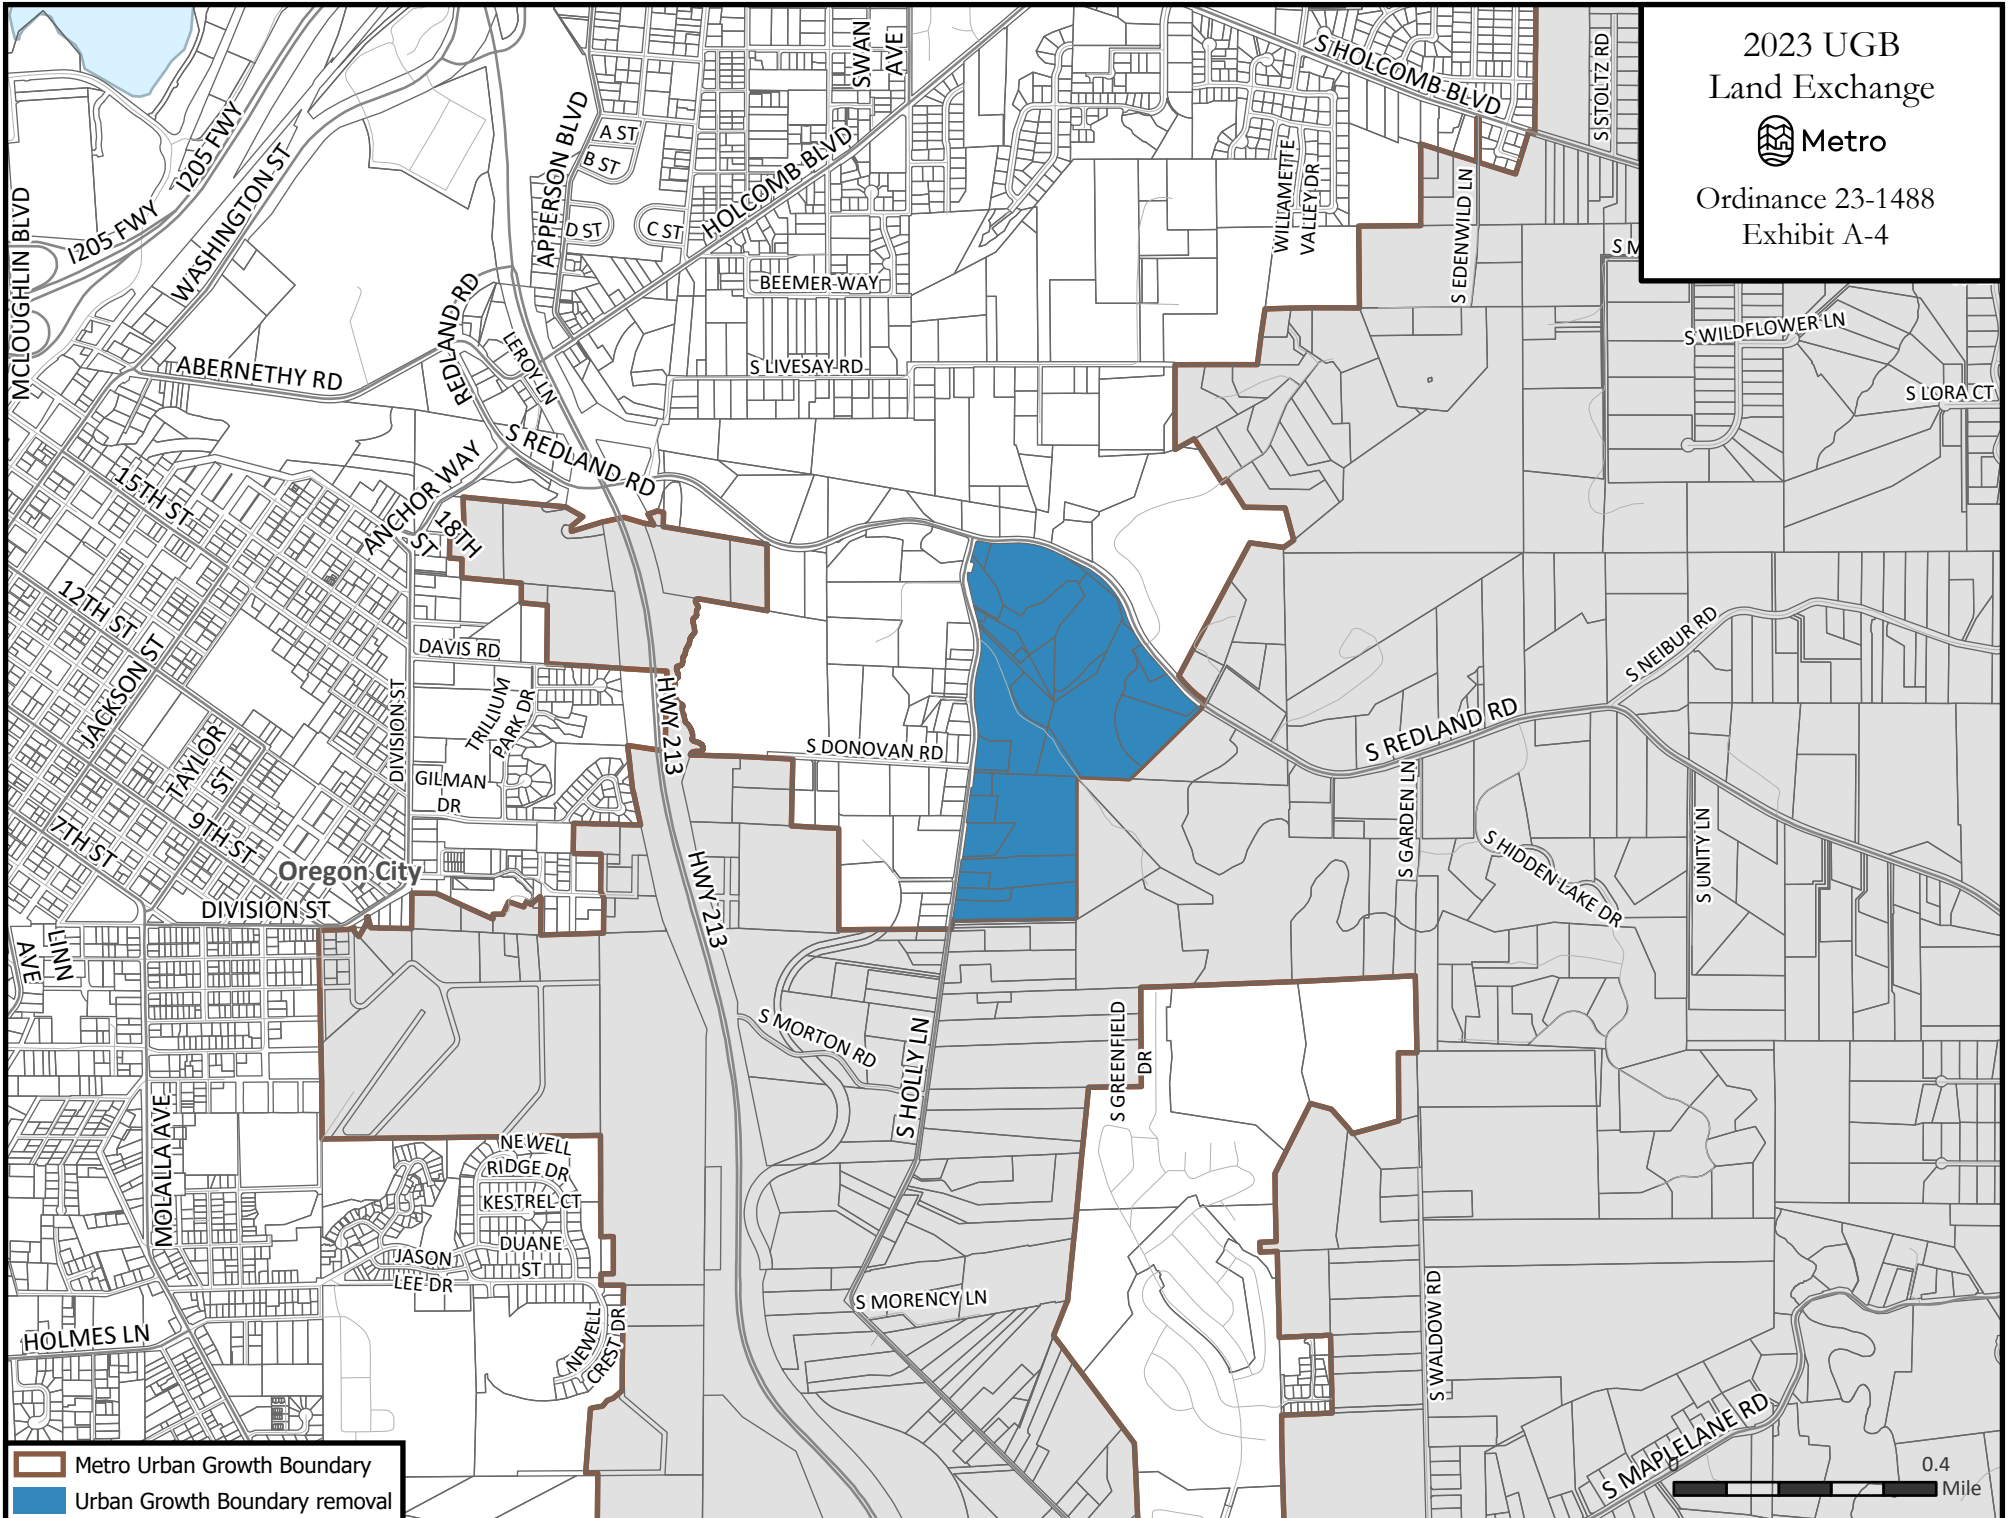 2023 UGB
Land Exchange
Metro
Ordinance 23-1488
Exhibit A-4
SWAN
AVE
S HOLCOMB BLVD
S STOLTZ RD
I205 FWY
I205 FWY
MCLOUGHLIN BLVD
WASHINGTON ST
APPERSON BLVD
A ST
B ST
D ST
C ST
HOLCOMB BLVD
BEEMER WAY
WILLAMETTE
VALLEY DR
S EDENWILD LN
S M
S WILDFLOWER LN
S LORA CT
ABERNETHY RD
REDLAND RD
LEROY LN
S LIVESAY RD
S REDLAND RD
ANCHOR WAY
18TH
ST
15TH ST
12TH ST
JACKSON ST
TAYLOR
ST
9TH ST
7TH ST
DAVIS RD
DIVISION ST
TRILLIUM
PARK DR
GILMAN
DR
HWY 213
S DONOVAN RD
S NEIBUR RD
S REDLAND RD
S GARDEN LN
S HIDDEN LAKE DR
S UNITY LN
Oregon City
DIVISION ST
LINN
AVE
HWY 213
S MORTON RD
S HOLLY LN
S GREENFIELD
DR
MOLALLA AVE
NEWELL
RIDGE DR
KESTREL CT
DUANE
ST
JASON
LEE DR
NEWELL
CREST DR
HOLMES LN
S MORENCY LN
S WALDOW RD
S MAPLELANE RD
Metro Urban Growth Boundary
Urban Growth Boundary removal
0
0.4
Mile